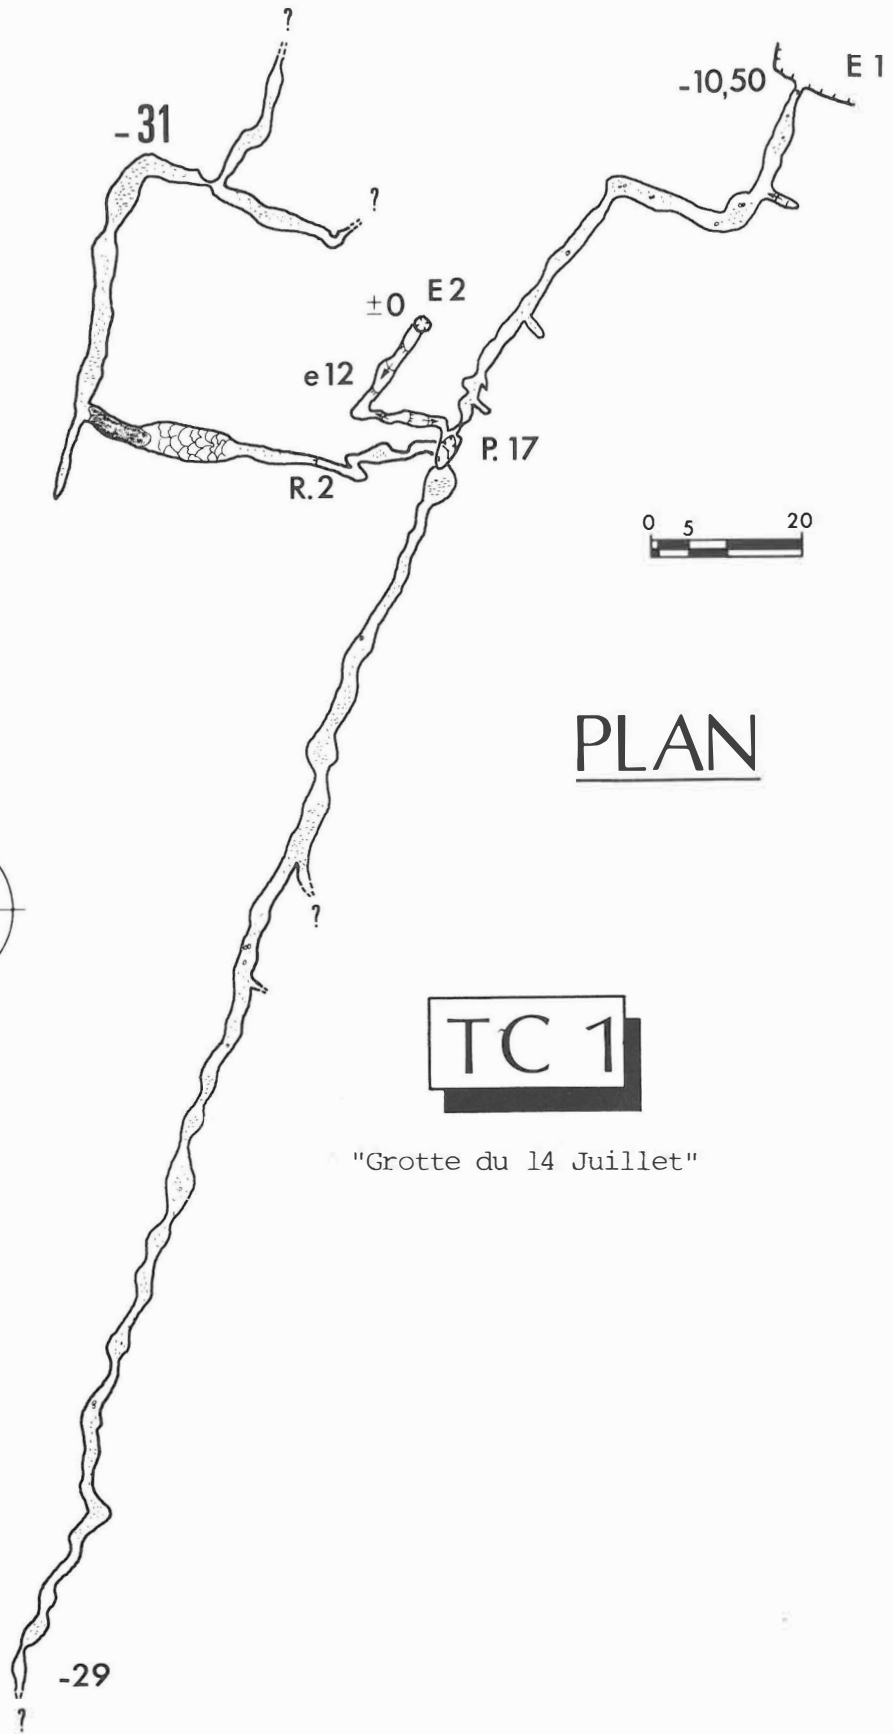 ?
E 1
-10,50
-31
?
E 2
±0
e 12
P. 17
R. 2
0 5 20
PLAN
?
TC 1
"Grotte du 14 Juillet"
-29
?